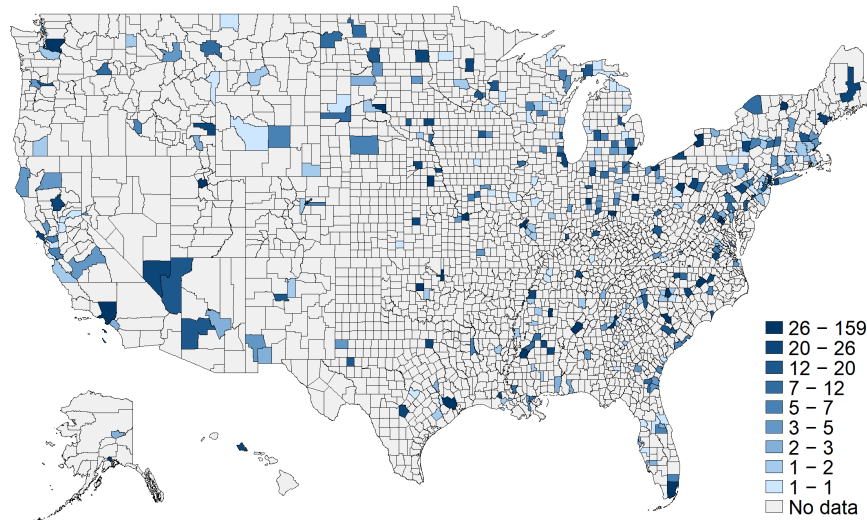 26 – 159
20 – 26
12 – 20
7 – 12
5 – 7
3 – 5
2 – 3
1 – 2
1 – 1
No data